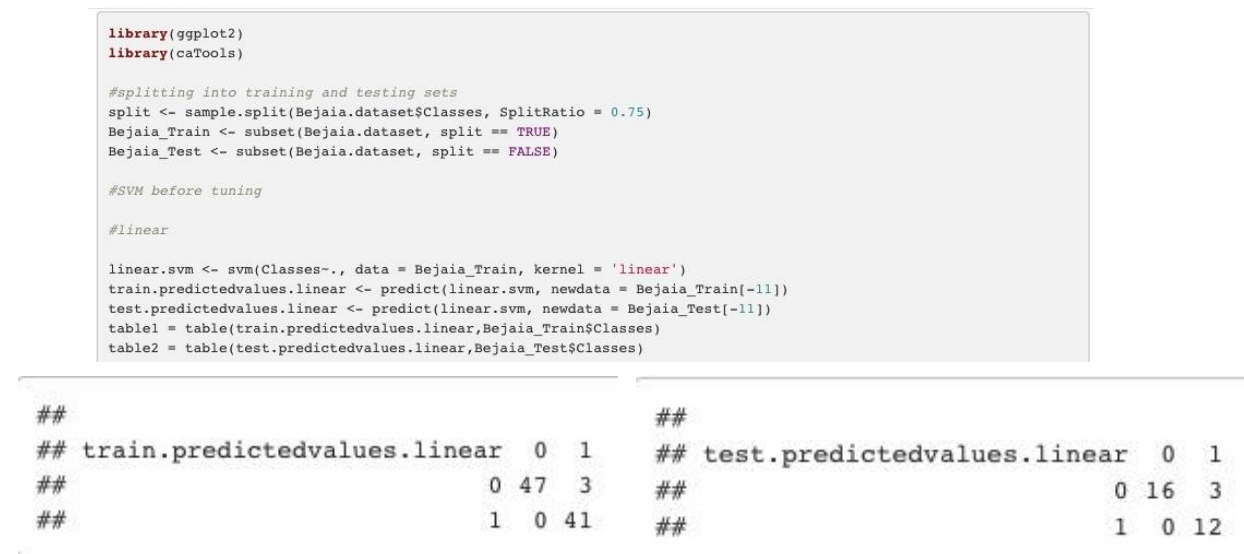 library(ggplot2)
library(caTools)
#splitting into training and testing sets
split <- sample.split(Bejaia.dataset$Classes, SplitRatio = 0.75)
Bejaia_Train <- subset(Bejaia.dataset, split == TRUE)
Bejaia_Test <- subset(Bejaia.dataset, split == FALSE)
#SVM before tuning
#linear
linear.svm <- svm(Classes~., data = Bejaia_Train, kernel = 'linear')
train.predictedvalues.linear <- predict(linear.svm, newdata = Bejaia_Train[-11])
test.predictedvalues.linear <- predict(linear.svm, newdata = Bejaia_Test[-11])
table1 = table(train.predictedvalues.linear,Bejaia_Train$Classes)
table2 = table(test.predictedvalues.linear,Bejaia_Test$Classes)
##
## train.predictedvalues.linear 0 1
## 0 47 3
## 1 0 41
##
## test.predictedvalues.linear 0 1
## 0 16 3
## 1 0 12